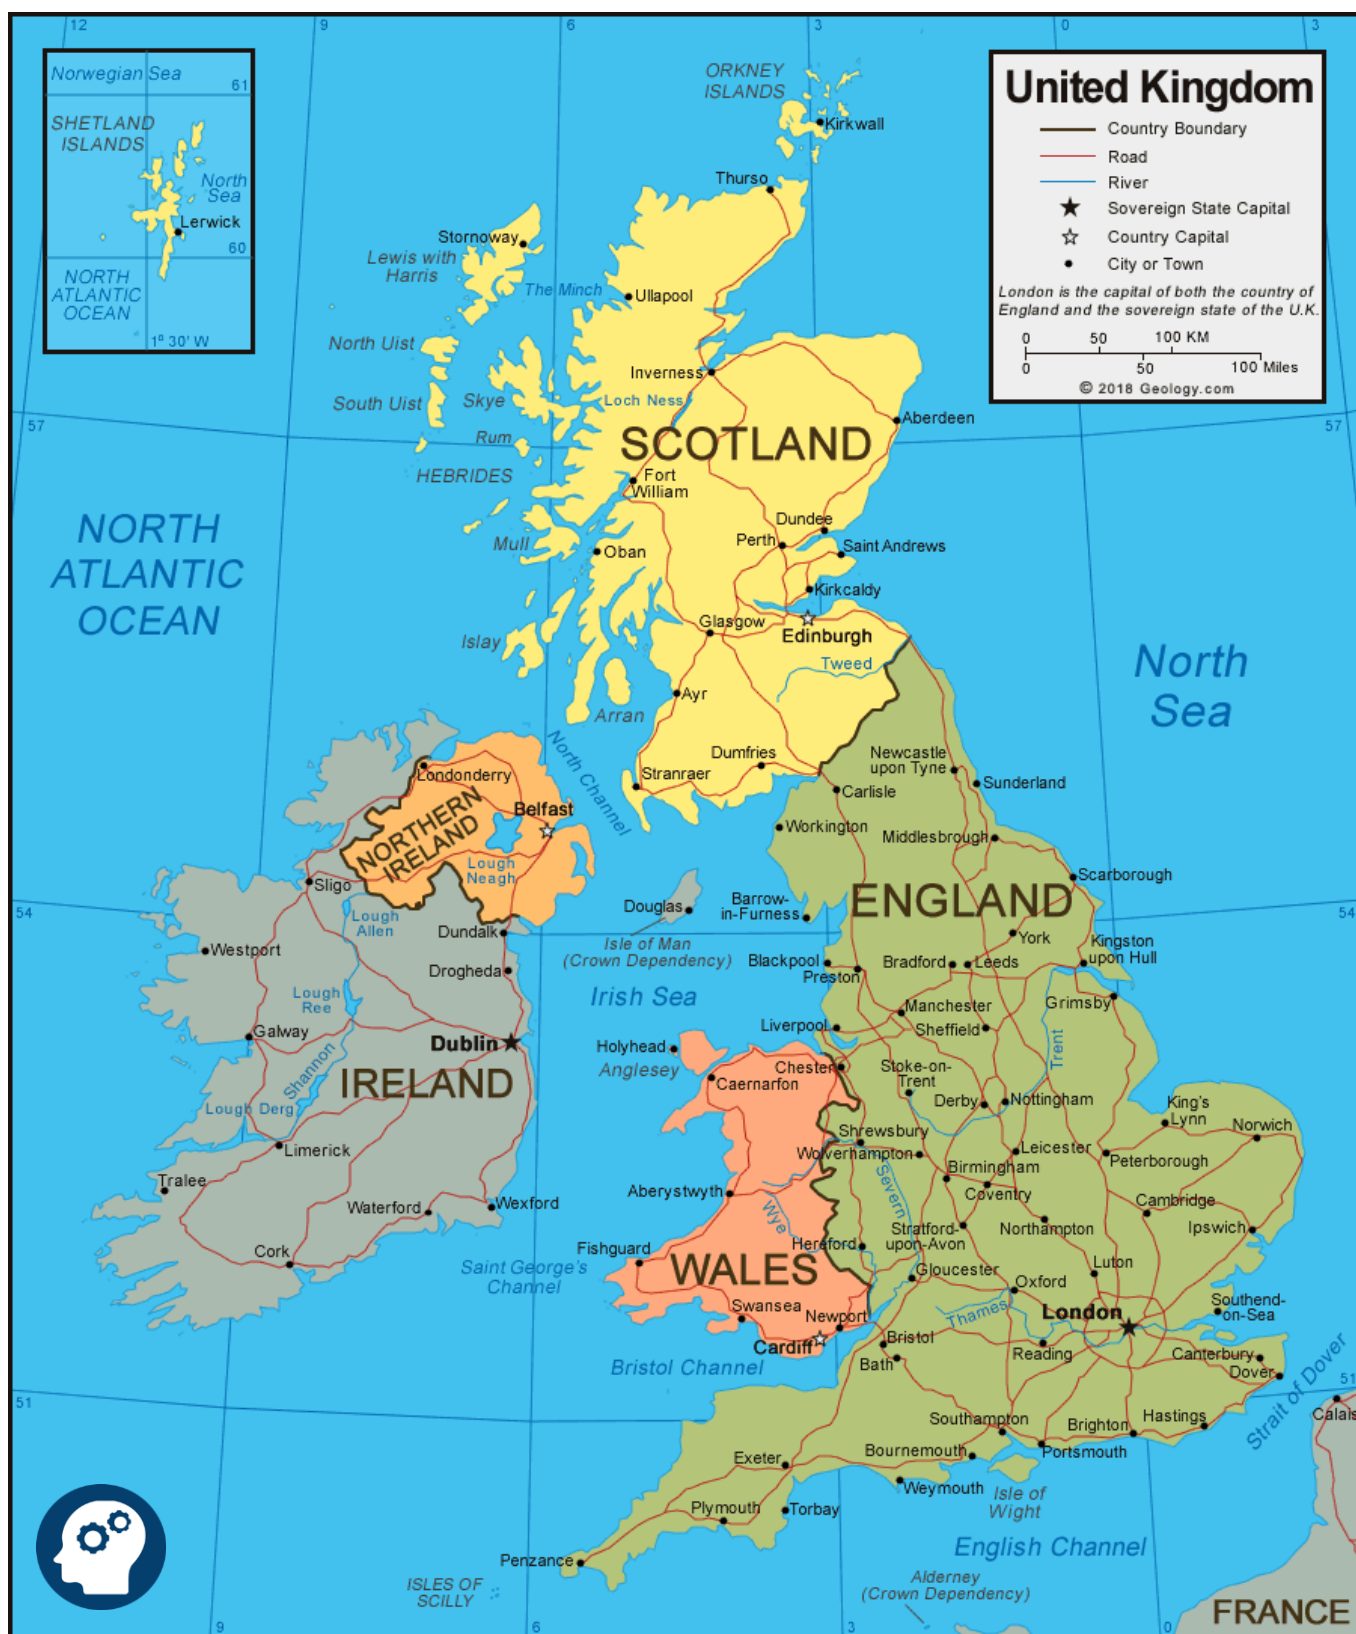 12
9
6
3
0
3
Norwegian Sea
61
SHETLAND
ISLANDS
North
Sea
Lerwick
60
NORTH
ATLANTIC
OCEAN
1° 30' W
United Kingdom
Country Boundary
Road
River
Sovereign State Capital
Country Capital
City or Town
London is the capital of both the country of
England and the sovereign state of the U.K.
0 50 100 KM
0 50 100 Miles
© 2018 Geology.com
ORKNEY
ISLANDS
Kirkwall
Thurso
Stornoway
Lewis with
Harris
The Minch
Ullapool
North Uist
Inverness
South Uist
Skye
Loch Ness
Aberdeen
57
57
Rum
SCOTLAND
HEBRIDES
Fort
William
NORTH
ATLANTIC
OCEAN
Dundee
Perth
Mull
Oban
Saint Andrews
Kirkcaldy
Glasgow
Edinburgh
Islay
Tweed
North
Sea
Ayr
Arran
North Channel
Dumfries
Stranraer
Newcastle
upon Tyne
Sunderland
Londonderry
Carlisle
Belfast
NORTHERN
IRELAND
Workington
Middlesbrough
Lough
Neagh
Sligo
Scarborough
ENGLAND
54
54
Douglas
Barrow-
in-Furness
Lough
Allen
Dundalk
York
Westport
Isle of Man
(Crown Dependency)
Kingston
upon Hull
Drogheda
Blackpool
Preston
Bradford
Leeds
Irish Sea
Lough
Ree
Grimsby
Manchester
Liverpool
Sheffield
Galway
Dublin
Holyhead
Anglesey
Trent
Shannon
IRELAND
Chester
Stoke-on-
Trent
Caernarfon
Lough Derg
Derby
Nottingham
King's
Lynn
Norwich
Shrewsbury
Limerick
Wolverhampton
Leicester
Peterborough
Birmingham
Tralee
Aberystwyth
Severn
Coventry
Waterford
Wexford
Wye
Cambridge
Stratford-
upon-Avon
Northampton
Ipswich
Cork
Fishguard
Hereford
WALES
Saint George's
Channel
Gloucester
Luton
Oxford
Swansea
Newport
Thames
London
Southend-
on-Sea
Cardiff
Bristol
Bath
Reading
Canterbury
Dover
Bristol Channel
Strait of Dover
51
51
Calais
Southampton
Brighton
Hastings
Exeter
Bournemouth
Portsmouth
Weymouth
Isle of
Wight
Plymouth
Torbay
English Channel
Penzance
ISLES OF
SCILLY
Alderney
(Crown Dependency)
FRANCE
9
6
3
0